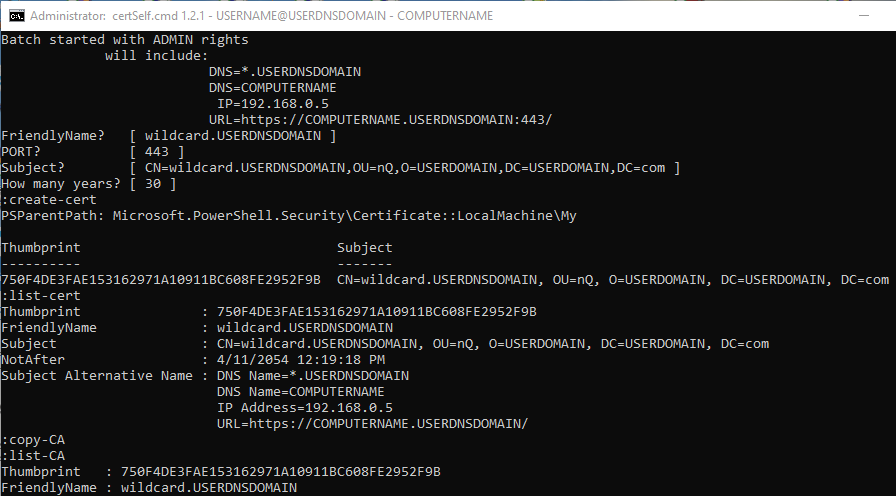 Administrator:  certSelf.cmd 1.2.1 - USERNAME@USERDNSDOMAIN - COMPUTERNAME
Batch started with ADMIN rights
             will include:
                          DNS=*.USERDNSDOMAIN
                          DNS=COMPUTERNAME
                           IP=192.168.0.5
                          URL=https://COMPUTERNAME.USERDNSDOMAIN:443/
FriendlyName?   [ wildcard.USERDNSDOMAIN ]
PORT?           [ 443 ]
Subject?        [ CN=wildcard.USERDNSDOMAIN,OU=nQ,O=USERDOMAIN,DC=USERDOMAIN,DC=com ]
How many years? [ 30 ]
:create-cert
PSParentPath: Microsoft.PowerShell.Security\Certificate::LocalMachine\My
Thumbprint                                Subject
----------                                -------
750F4DE3FAE153162971A10911BC608FE2952F9B  CN=wildcard.USERDNSDOMAIN, OU=nQ, O=USERDOMAIN, DC=USERDOMAIN, DC=com
:list-cert
Thumbprint               : 750F4DE3FAE153162971A10911BC608FE2952F9B
FriendlyName             : wildcard.USERDNSDOMAIN
Subject                  : CN=wildcard.USERDNSDOMAIN, OU=nQ, O=USERDOMAIN, DC=USERDOMAIN, DC=com
NotAfter                 : 4/11/2054 12:19:18 PM
Subject Alternative Name : DNS Name=*.USERDNSDOMAIN
                           DNS Name=COMPUTERNAME
                           IP Address=192.168.0.5
                           URL=https://COMPUTERNAME.USERDNSDOMAIN/
:copy-CA
:list-CA
Thumbprint   : 750F4DE3FAE153162971A10911BC608FE2952F9B
FriendlyName : wildcard.USERDNSDOMAIN